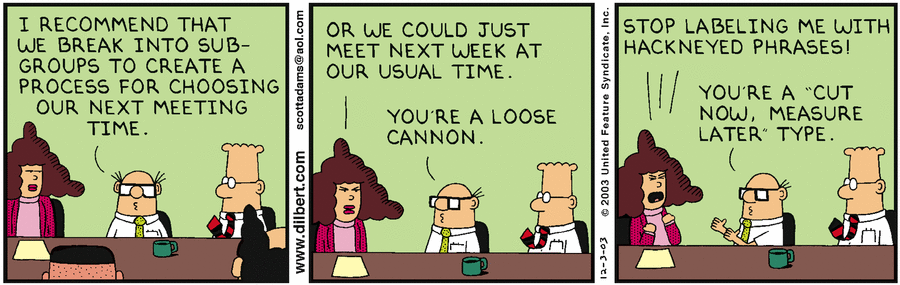 I RECOMMEND THAT
WE BREAK INTO SUB-
GROUPS TO CREATE A
PROCESS FOR CHOOSING
OUR NEXT MEETING
TIME.
www.dilbert.com scottadams@aol.com
OR WE COULD JUST
MEET NEXT WEEK AT
OUR USUAL TIME.
YOU'RE A LOOSE
CANNON.
12-3-03 © 2003 United Feature Syndicate, Inc.
STOP LABELING ME WITH
HACKNEYED PHRASES!
YOU'RE A "CUT
NOW, MEASURE
LATER" TYPE.